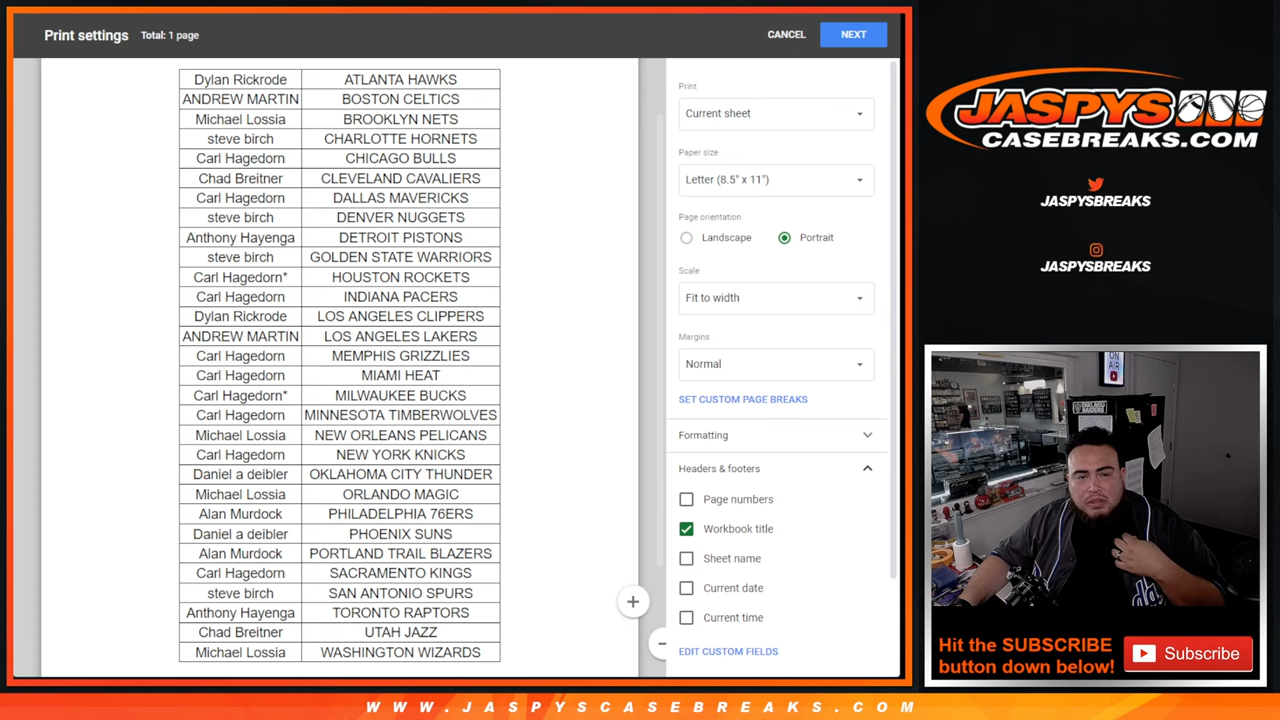 Print settings Total: 1 page CANCEL NEXT
Dylan Rickrode ATLANTA HAWKS
ANDREW MARTIN BOSTON CELTICS
Michael Lossia BROOKLYN NETS
steve birch CHARLOTTE HORNETS
Carl Hagedorn CHICAGO BULLS
Chad Breitner CLEVELAND CAVALIERS
Carl Hagedorn DALLAS MAVERICKS
steve birch DENVER NUGGETS
Anthony Hayenga DETROIT PISTONS
steve birch GOLDEN STATE WARRIORS
Carl Hagedorn* HOUSTON ROCKETS
Carl Hagedorn INDIANA PACERS
Dylan Rickrode LOS ANGELES CLIPPERS
ANDREW MARTIN LOS ANGELES LAKERS
Carl Hagedorn MEMPHIS GRIZZLIES
Carl Hagedorn MIAMI HEAT
Carl Hagedorn* MILWAUKEE BUCKS
Carl Hagedorn MINNESOTA TIMBERWOLVES
Michael Lossia NEW ORLEANS PELICANS
Carl Hagedorn NEW YORK KNICKS
Daniel a deibler OKLAHOMA CITY THUNDER
Michael Lossia ORLANDO MAGIC
Alan Murdock PHILADELPHIA 76ERS
Daniel a deibler PHOENIX SUNS
Alan Murdock PORTLAND TRAIL BLAZERS
Carl Hagedorn SACRAMENTO KINGS
steve birch SAN ANTONIO SPURS
Anthony Hayenga TORONTO RAPTORS
Chad Breitner UTAH JAZZ
Michael Lossia WASHINGTON WIZARDS
Print
Current sheet
Paper size
Letter (8.5" x 11")
Page orientation
Landscape Portrait
Scale
Fit to width
Margins
Normal
SET CUSTOM PAGE BREAKS
Formatting
Headers & footers
Page numbers
Workbook title
Sheet name
Current date
Current time
EDIT CUSTOM FIELDS
JASPYS
CASEBREAKS.COM
JASPYSBREAKS
JASPYSBREAKS
ON
AIR
Hit the SUBSCRIBE
button down below!
Subscribe
WWW.JASPYSCASEBREAKS.COM